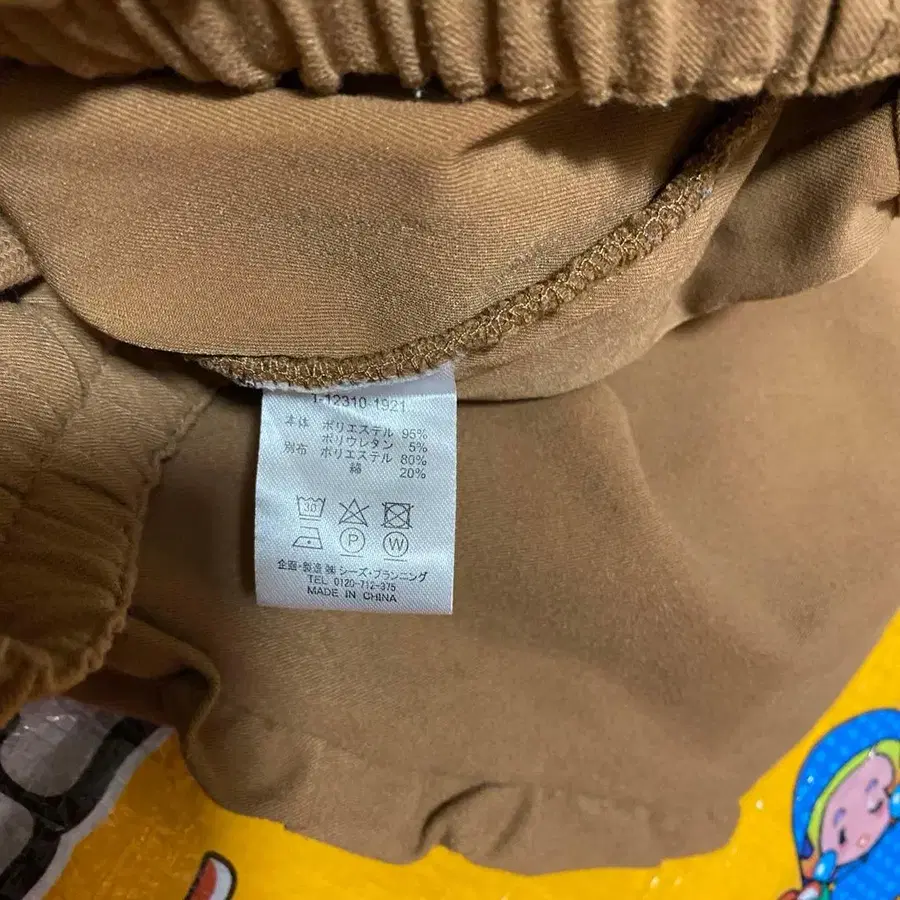 1-12310-1921
本体 ポリエステル 95%
ポリウレタン 5%
別布 ポリエステル 80%
綿 20%
30
P W
企画・製造 ㈱シーズ・プランニング
TEL 0120-712-375
MADE IN CHINA